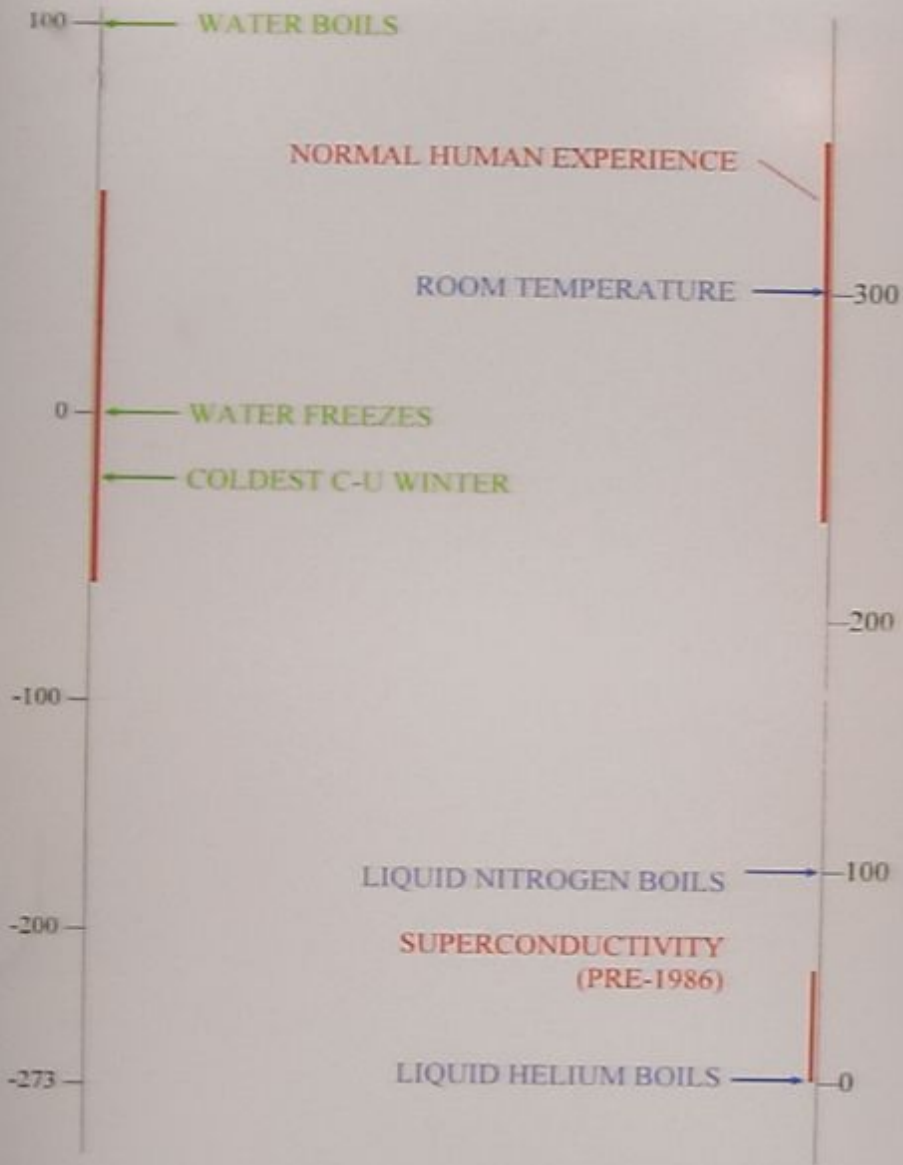 100
WATER BOILS
NORMAL HUMAN EXPERIENCE
ROOM TEMPERATURE
300
0
WATER FREEZES
COLDEST C-U WINTER
200
-100
LIQUID NITROGEN BOILS
100
-200
SUPERCONDUCTIVITY
(PRE-1986)
-273
LIQUID HELIUM BOILS
0